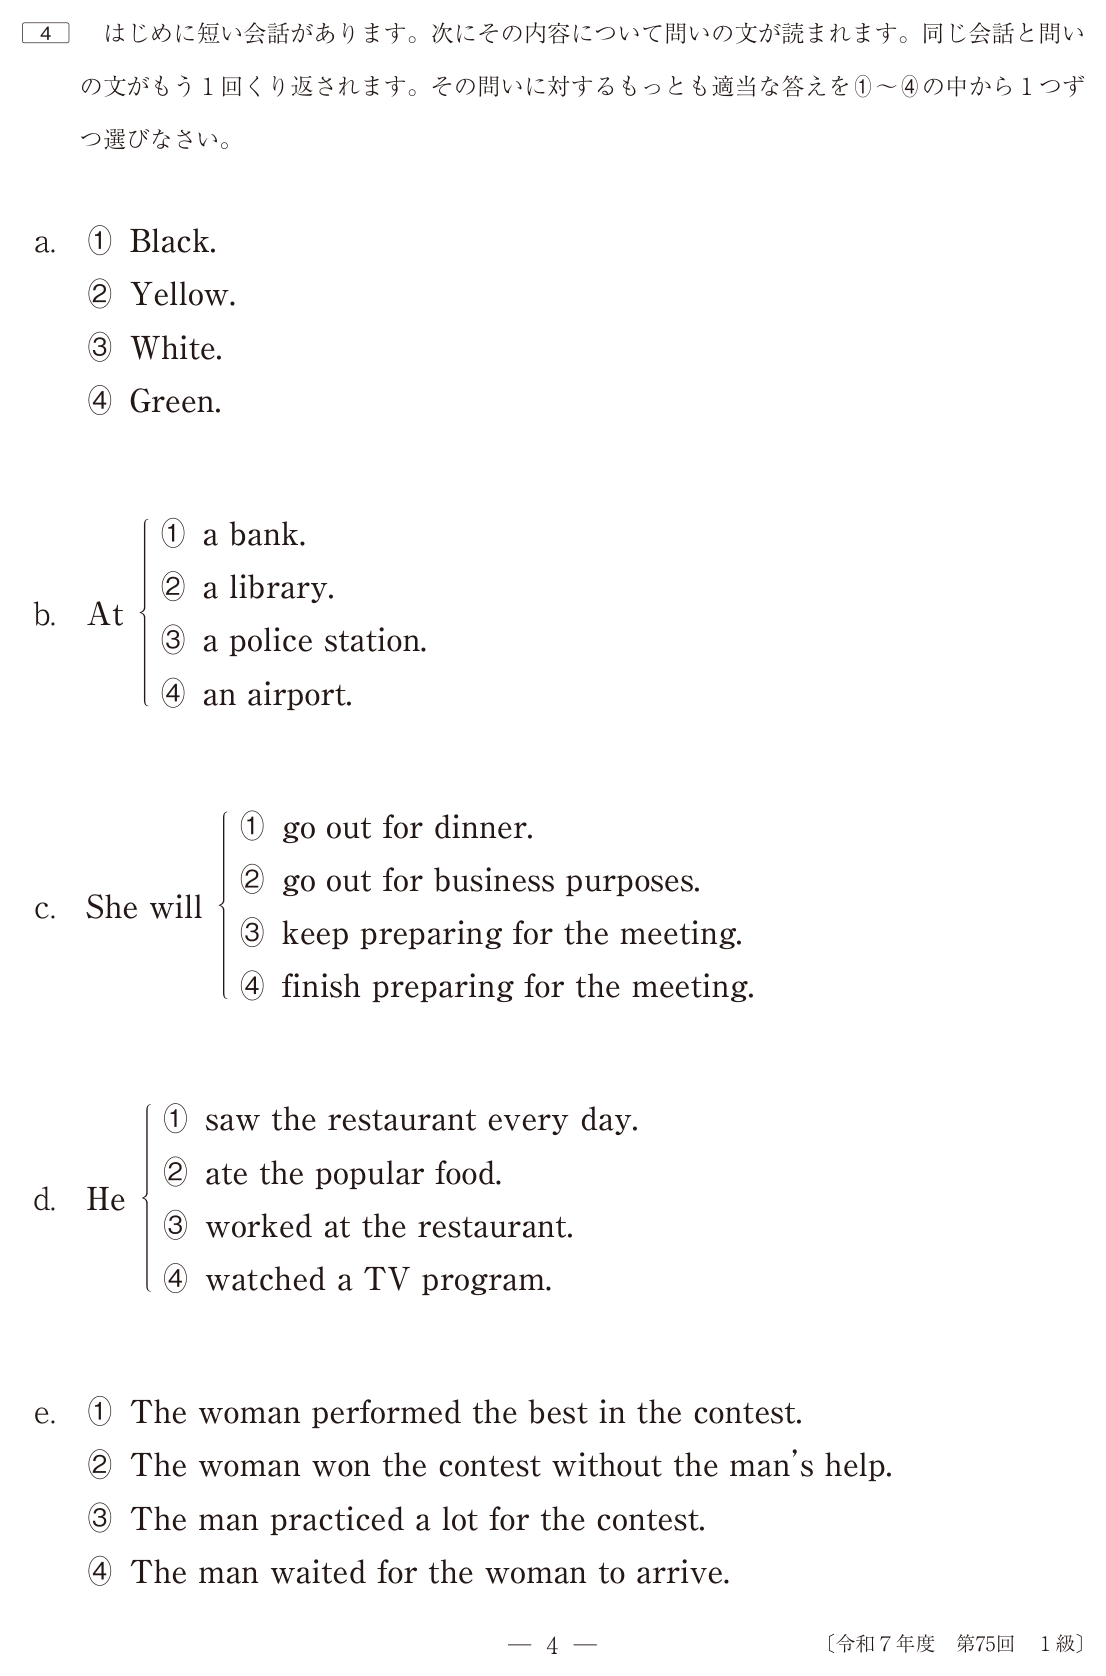 4 はじめに短い会話があります。次にその内容について問いの文が読まれます。同じ会話と問い
の文がもう１回くり返されます。その問いに対するもっとも適当な答えを①～④の中から１つず
つ選びなさい。
a. ① Black.
② Yellow.
③ White.
④ Green.
b. At
① a bank.
② a library.
③ a police station.
④ an airport.
c. She will
① go out for dinner.
② go out for business purposes.
③ keep preparing for the meeting.
④ finish preparing for the meeting.
d. He
① saw the restaurant every day.
② ate the popular food.
③ worked at the restaurant.
④ watched a TV program.
e. ① The woman performed the best in the contest.
② The woman won the contest without the man’s help.
③ The man practiced a lot for the contest.
④ The man waited for the woman to arrive.
— 4 — 〔令和７年度 第75回 １級〕